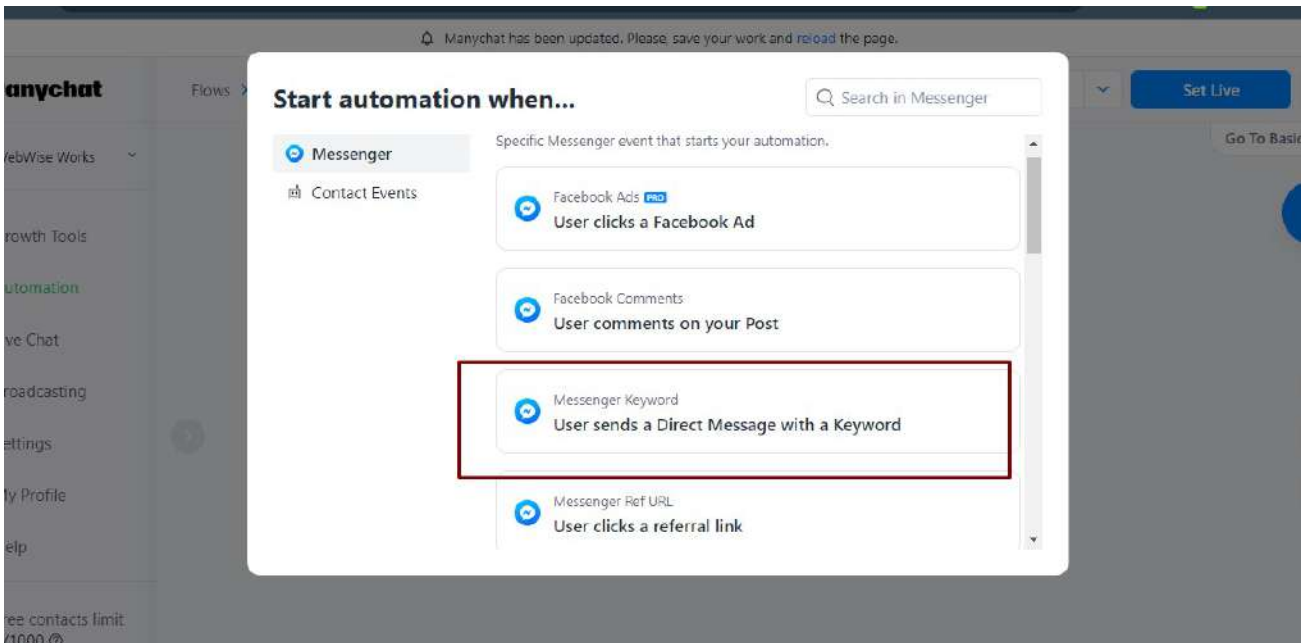 Manychat has been updated. Please, save your work and reload the page.
anychat
Flows
Set Live
Go To Basic
WebWise Works
Start automation when...
Search in Messenger
Messenger
Contact Events
Specific Messenger event that starts your automation.
Facebook Ads PRO
User clicks a Facebook Ad
Facebook Comments
User comments on your Post
Messenger Keyword
User sends a Direct Message with a Keyword
Messenger Ref URL
User clicks a referral link
rowth Tools
utomation
ve Chat
roadcasting
ettings
My Profile
elp
ree contacts limit
/1000